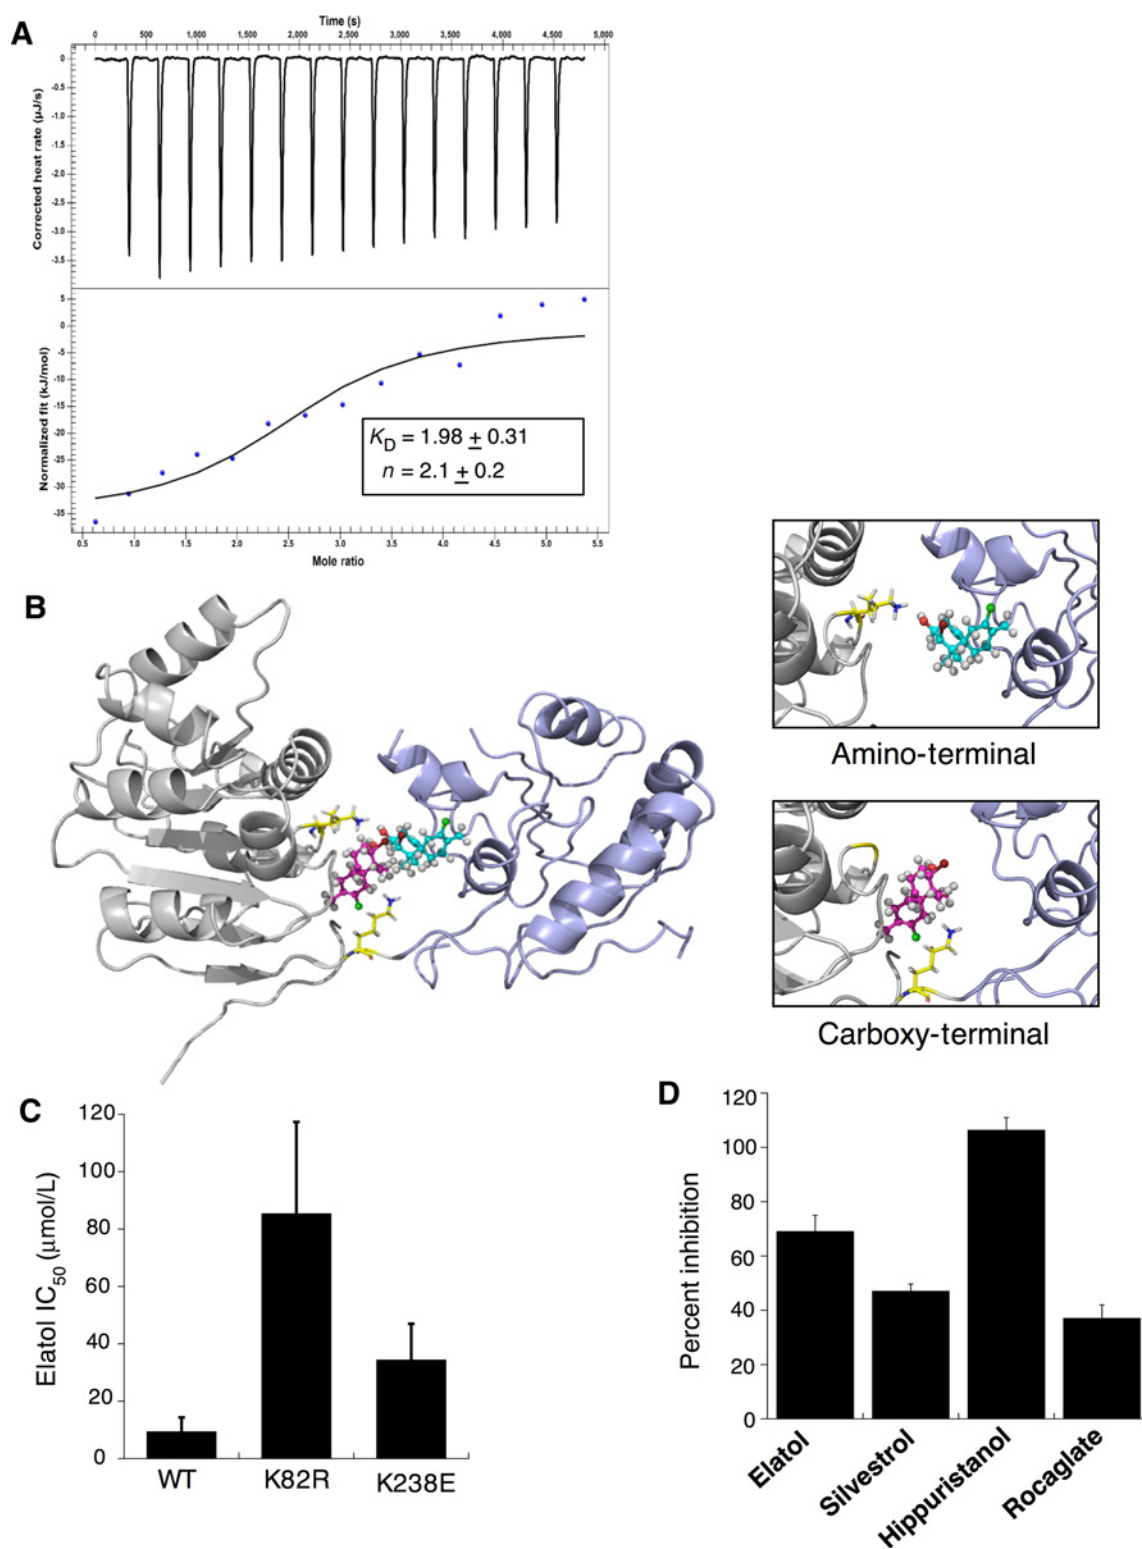 A
Time (s)
0 500 1,000 1,500 2,000 2,500 3,000 3,500 4,000 4,500 5,000
Corrected heat rate (µJ/s)
0
-0.5
-1.0
-1.5
-2.0
-2.5
-3.0
-3.5
Normalized fit (kJ/mol)
5
0
-5
-10
-15
-20
-25
-30
-35
K_D = 1.98 ± 0.31
n = 2.1 ± 0.2
0.5 1.0 1.5 2.0 2.5 3.0 3.5 4.0 4.5 5.0 5.5
Mole ratio
B
Amino-terminal
Carboxy-terminal
C
Elatol IC50 (µmol/L)
120
100
80
60
40
20
0
WT K82R K238E
D
Percent inhibition
120
100
80
60
40
20
0
Elatol
Silvestrol
Hippuristanol
Rocaglate